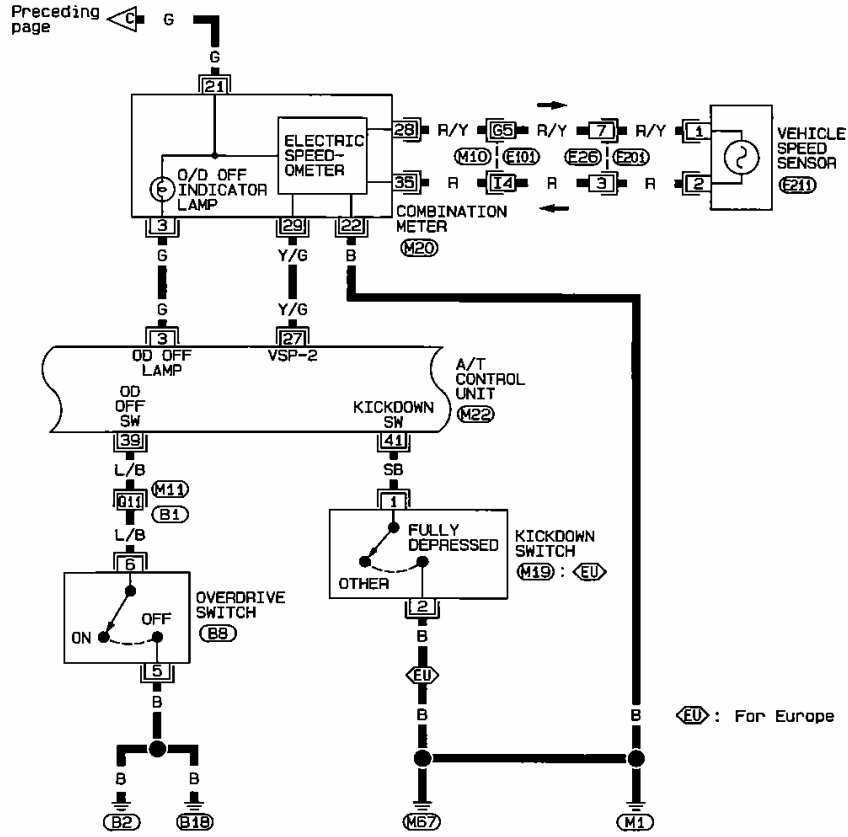 Preceding
page
C
G
G
21
ELECTRIC
SPEED-
OMETER
O/D OFF
INDICATOR
LAMP
28
R/Y
G5
R/Y
7
R/Y
1
M10
E101
E26
E201
35
R
I4
R
3
R
2
VEHICLE
SPEED
SENSOR
E211
COMBINATION
METER
M20
3
29
22
G
Y/G
B
G
Y/G
3
27
OD OFF
LAMP
VSP-2
A/T
CONTROL
UNIT
M22
OD
OFF
SW
KICKDOWN
SW
39
41
L/B
SB
G11
M11
B1
L/B
1
FULLY
DEPRESSED
OTHER
KICKDOWN
SWITCH
M19 : EU
2
6
ON
OFF
OVERDRIVE
SWITCH
B8
5
B
B
EU
B
B
EU : For Europe
B
B
B2
B18
M67
M1